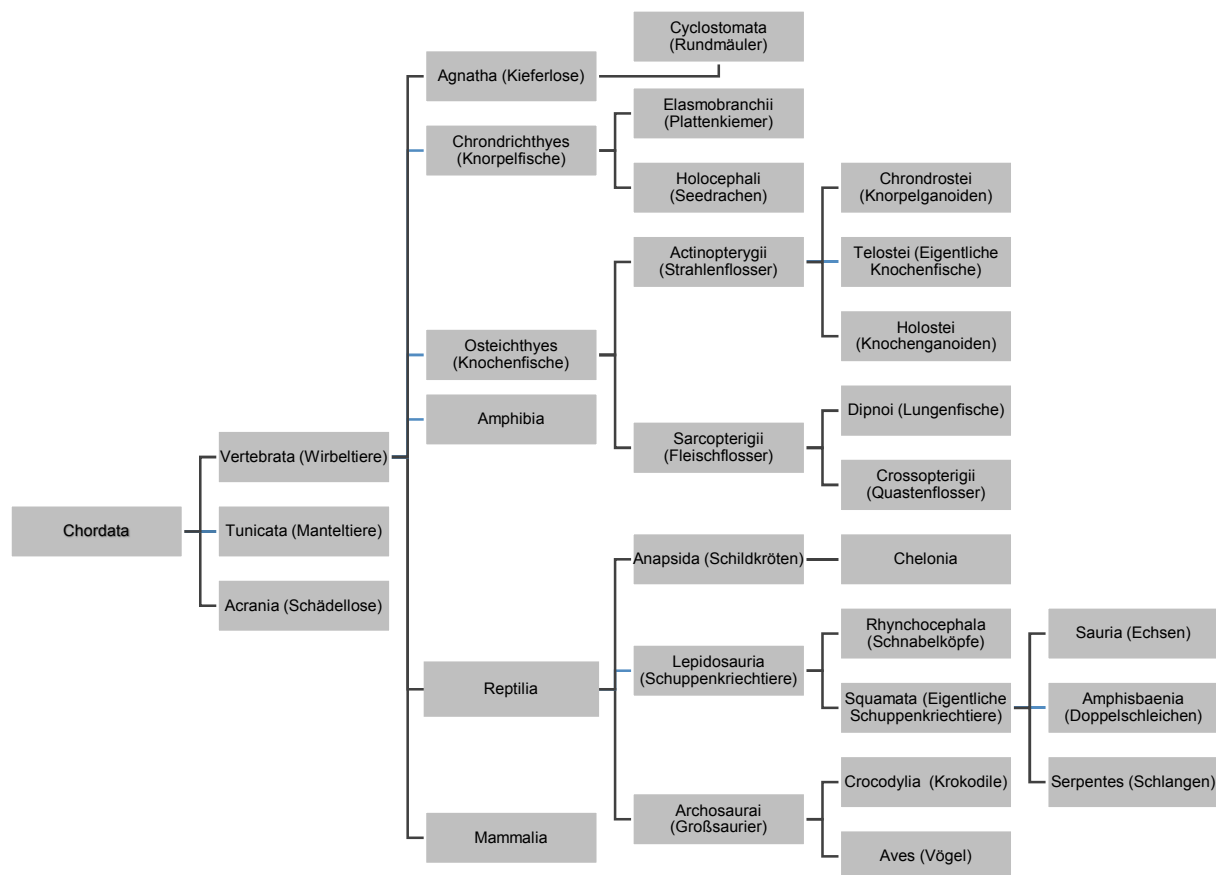 Cyclostomata
(Rundmäuler)
Agnatha (Kieferlose)
Elasmobranchii
(Plattenkiemer)
Chrondrichthyes
(Knorpelfische)
Holocephali
(Seedrachen)
Chrondrostei
(Knorpelganoiden)
Actinopterygii
(Strahlenflosser)
Telostei (Eigentliche
Knochenfische)
Holostei
(Knochenganoiden)
Osteichthyes
(Knochenfische)
Dipnoi (Lungenfische)
Amphibia
Sarcopterigii
(Fleischflosser)
Crossopterigii
(Quastenflosser)
Vertebrata (Wirbeltiere)
Chordata
Tunicata (Manteltiere)
Acrania (Schädellose)
Anapsida (Schildkröten)
Chelonia
Rhynchocephala
(Schnabelköpfe)
Sauria (Echsen)
Lepidosauria
(Schuppenkriechtiere)
Reptilia
Squamata (Eigentliche
Schuppenkriechtiere)
Amphisbaenia
(Doppelschleichen)
Crocodylia (Krokodile)
Serpentes (Schlangen)
Archosaurai
(Großsaurier)
Mammalia
Aves (Vögel)